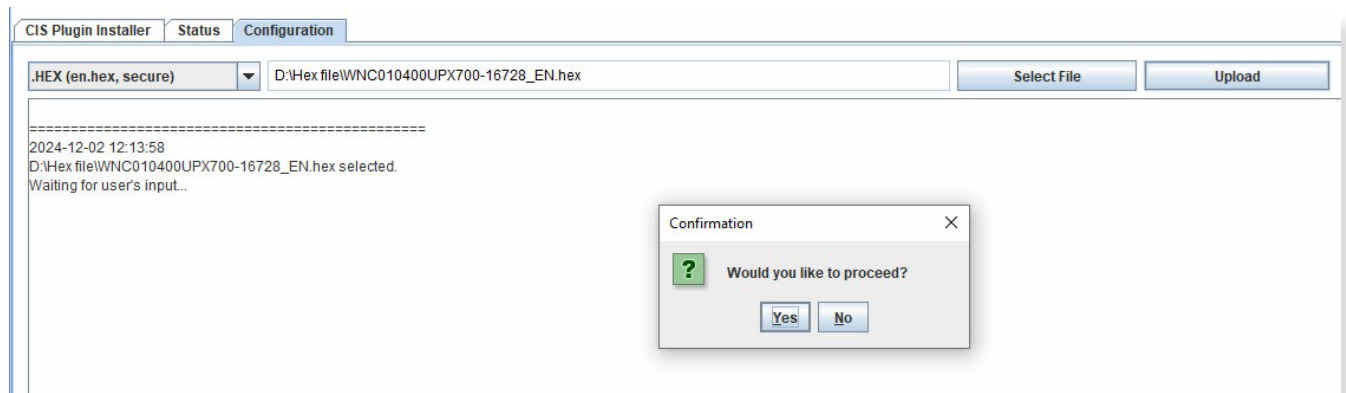 CIS Plugin Installer Status Configuration
.HEX (en.hex, secure) D:\Hex file\WNC010400UPX700-16728_EN.hex Select File Upload
================================================
2024-12-02 12:13:58
D:\Hex file\WNC010400UPX700-16728_EN.hex selected.
Waiting for user's input...
Confirmation
? Would you like to proceed?
Yes No